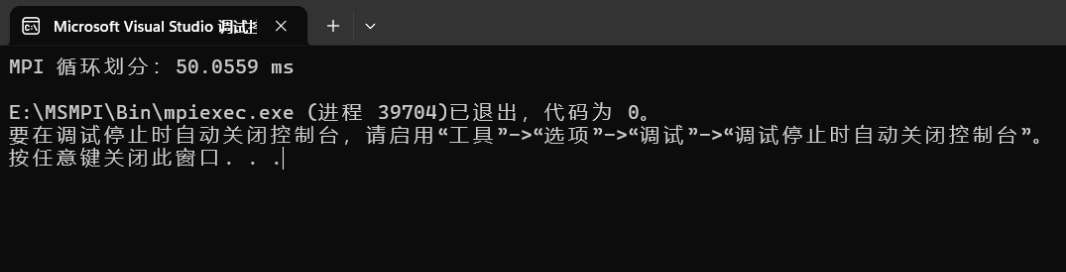 Microsoft Visual Studio 调试控
MPI 循环划分：50.0559 ms
E:\MSMPI\Bin\mpiexec.exe (进程 39704)已退出，代码为 0。
要在调试停止时自动关闭控制台，请启用“工具”->“选项”->“调试”->“调试停止时自动关闭控制台”。
按任意键关闭此窗口. . .